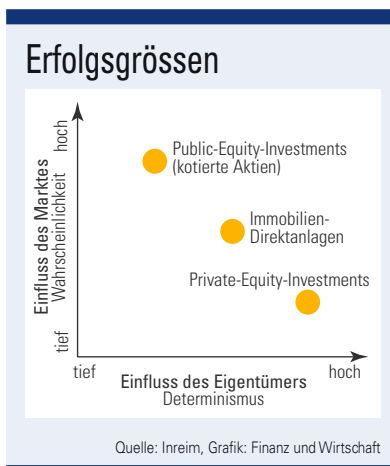 Erfolgsgrössen
Einfluss des Marktes
Wahrscheinlichkeit
hoch
tief
Public-Equity-Investments
(kotierte Aktien)
Immobilien-
Direktanlagen
Private-Equity-Investments
tief
hoch
Einfluss des Eigentümers
Determinismus
Quelle: Inreim, Grafik: Finanz und Wirtschaft